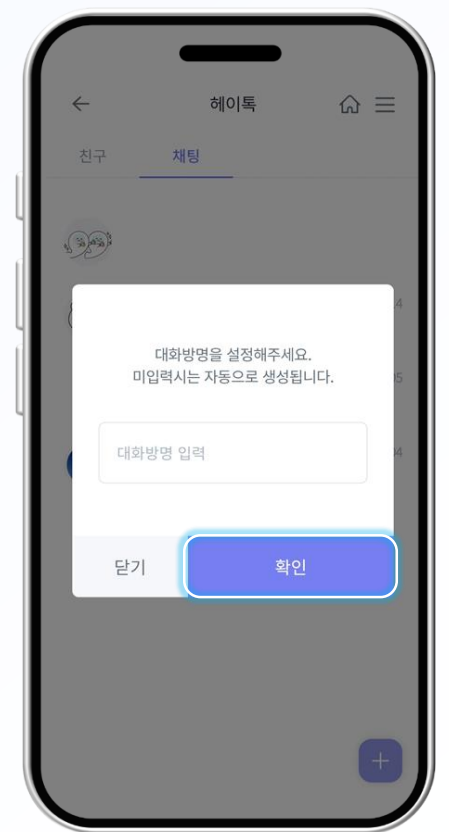 헤이톡
친구
채팅
대화방명을 설정해주세요.
미입력시는 자동으로 생성됩니다.
대화방명 입력
닫기
확인